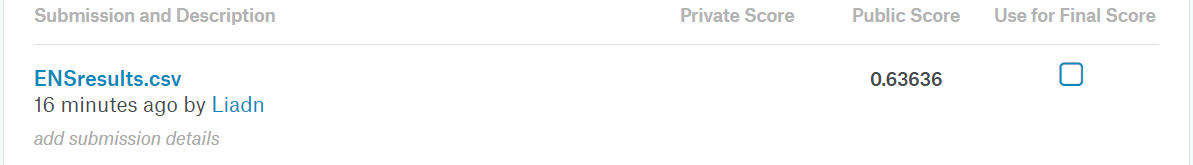 Submission and Description Private Score Public Score Use for Final Score
ENSresults.csv 0.63636
16 minutes ago by Liadn
add submission details